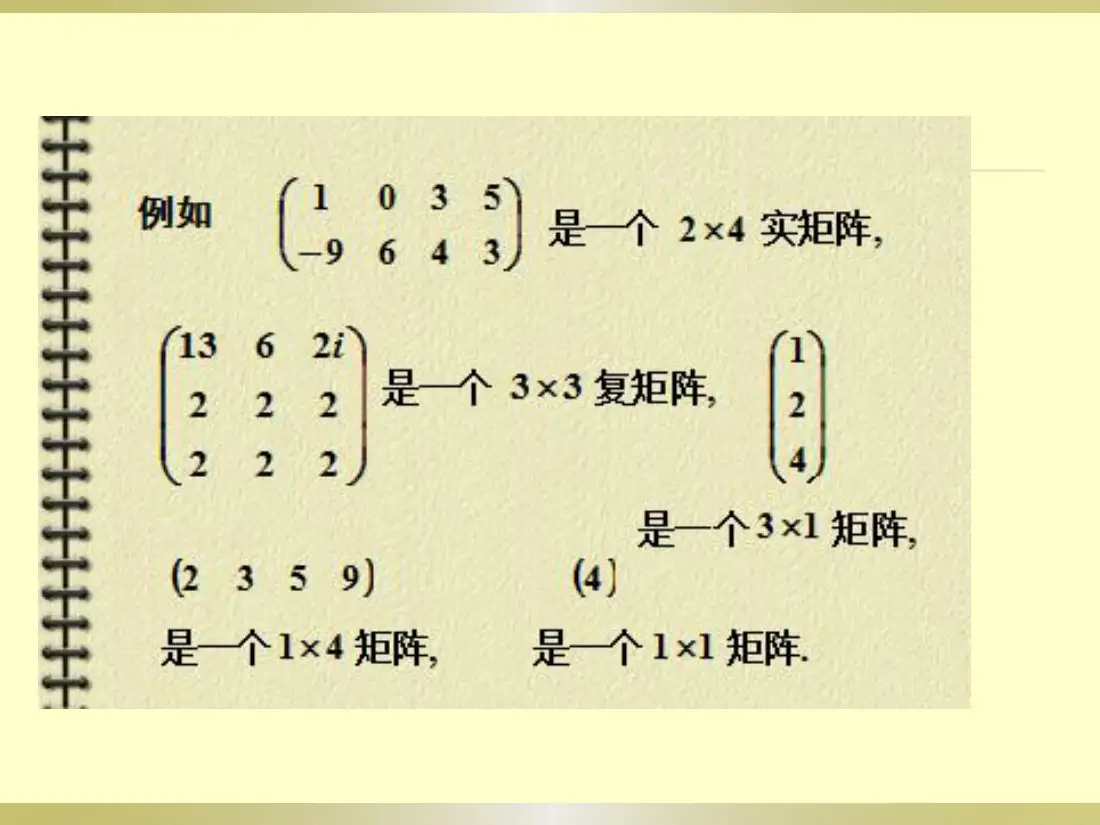 例如 (1 0 3 5
-9 6 4 3) 是一个 2×4 实矩阵,
(13 6 2i
2 2 2
2 2 2) 是一个 3×3 复矩阵,
(1
2
4)
是一个 3×1 矩阵,
(2 3 5 9)
是一个 1×4 矩阵,
(4)
是一个 1×1 矩阵.